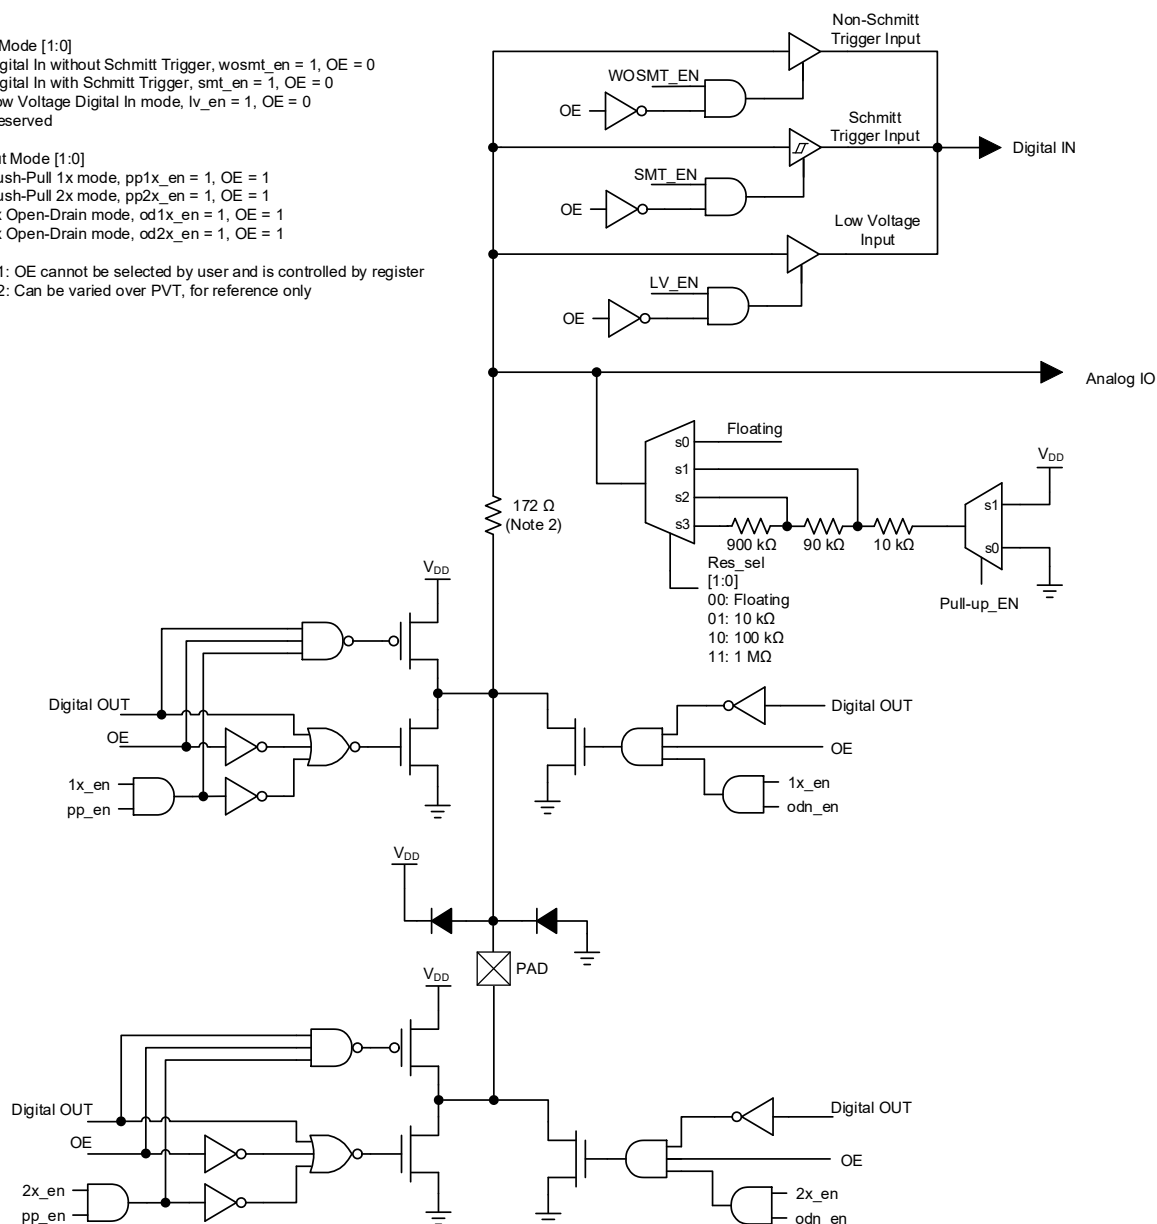 Mode [1:0]
gital In without Schmitt Trigger, wosmt_en = 1, OE = 0
gital In with Schmitt Trigger, smt_en = 1, OE = 0
ow Voltage Digital In mode, lv_en = 1, OE = 0
eserved
t Mode [1:0]
ush-Pull 1x mode, pp1x_en = 1, OE = 1
ush-Pull 2x mode, pp2x_en = 1, OE = 1
x Open-Drain mode, od1x_en = 1, OE = 1
x Open-Drain mode, od2x_en = 1, OE = 1
1: OE cannot be selected by user and is controlled by register
2: Can be varied over PVT, for reference only
Non-Schmitt
Trigger Input
WOSMT_EN
OE
Schmitt
Trigger Input
Digital IN
SMT_EN
OE
Low Voltage
Input
LV_EN
OE
Analog IO
Floating
s0
s1
s2
s3
VDD
s1
s0
172 Ω
(Note 2)
900 kΩ
90 kΩ
10 kΩ
Res_sel
[1:0]
00: Floating
01: 10 kΩ
10: 100 kΩ
11: 1 MΩ
Pull-up_EN
VDD
Digital OUT
OE
1x_en
pp_en
Digital OUT
OE
1x_en
odn_en
VDD
PAD
VDD
Digital OUT
OE
2x_en
pp_en
Digital OUT
OE
2x_en
odn_en